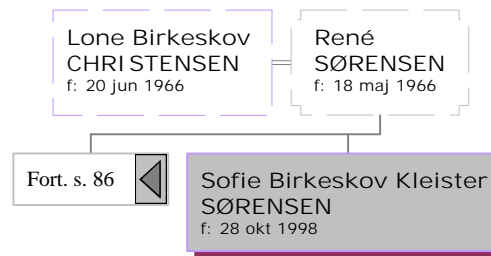 Lone Birkeskov
CHRISTENSEN
f: 20 jun 1966
René
SØRENSEN
f: 18 maj 1966
Fort. s. 86
Sofie Birkeskov Kleister
SØRENSEN
f: 28 okt 1998